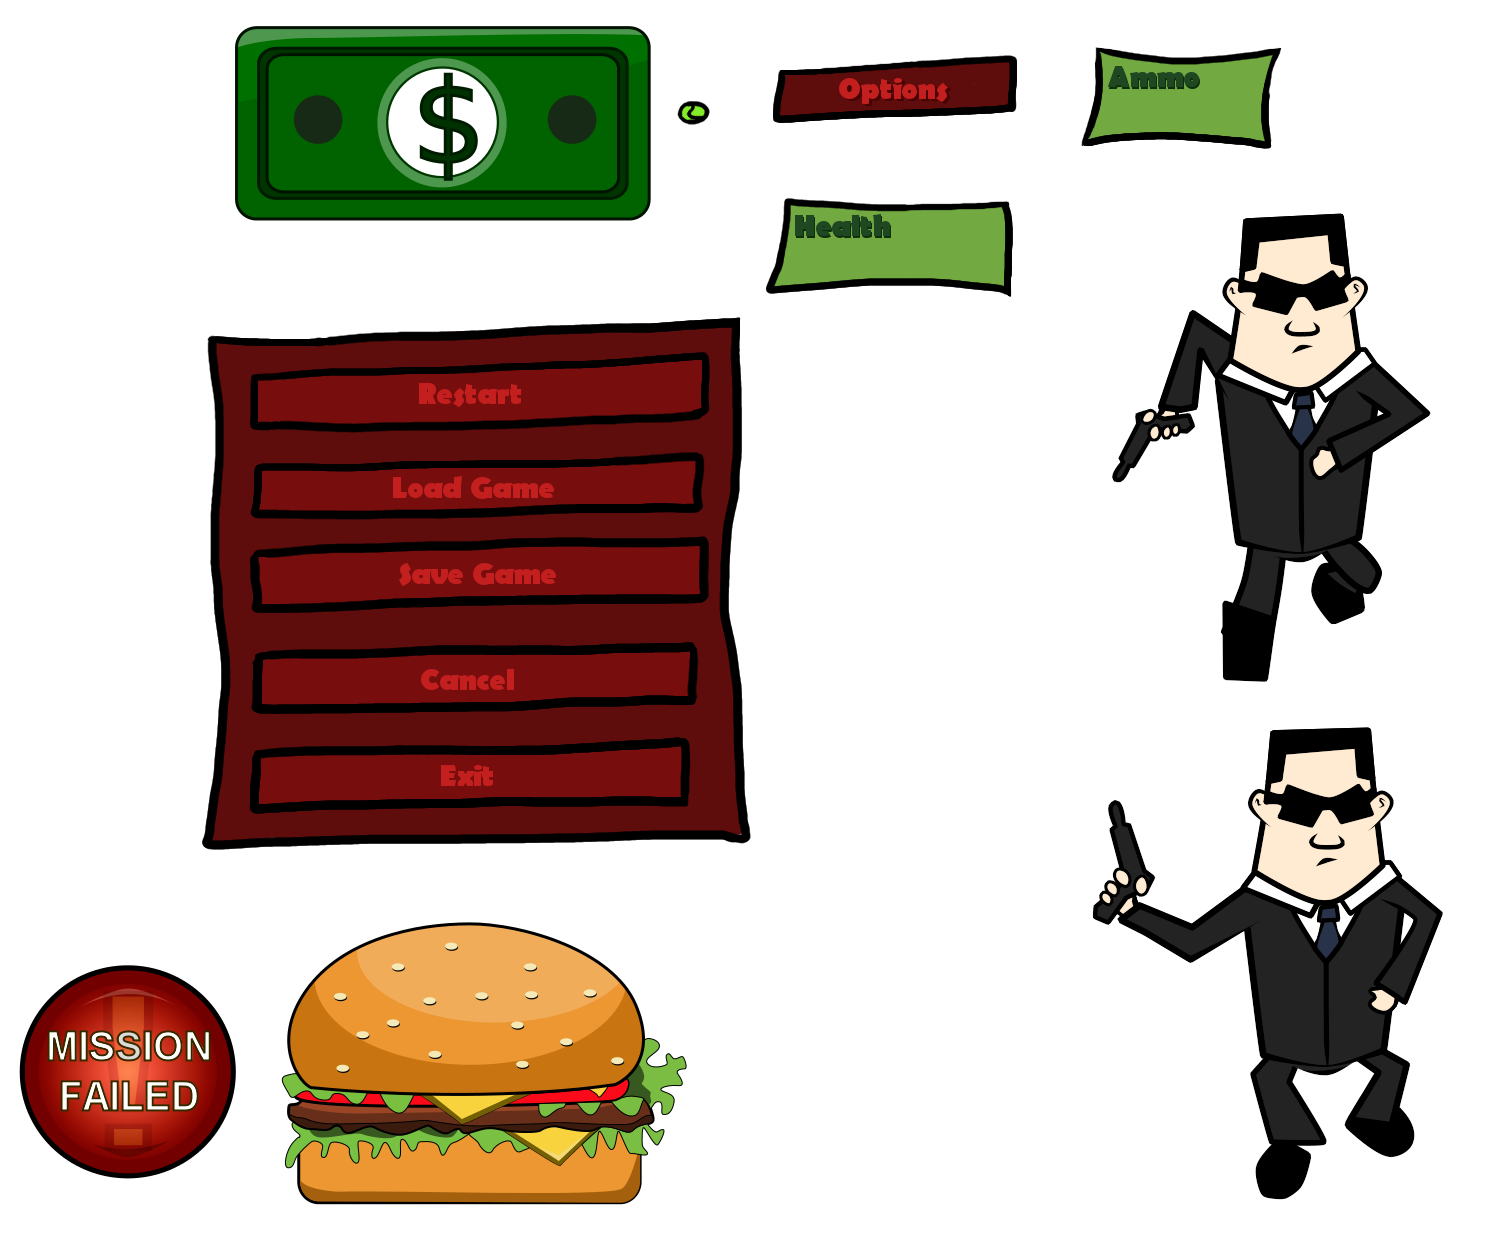 $
Options
Ammo
Health
Restart
Load Game
Save Game
Cancel
Exit
MISSION
FAILED